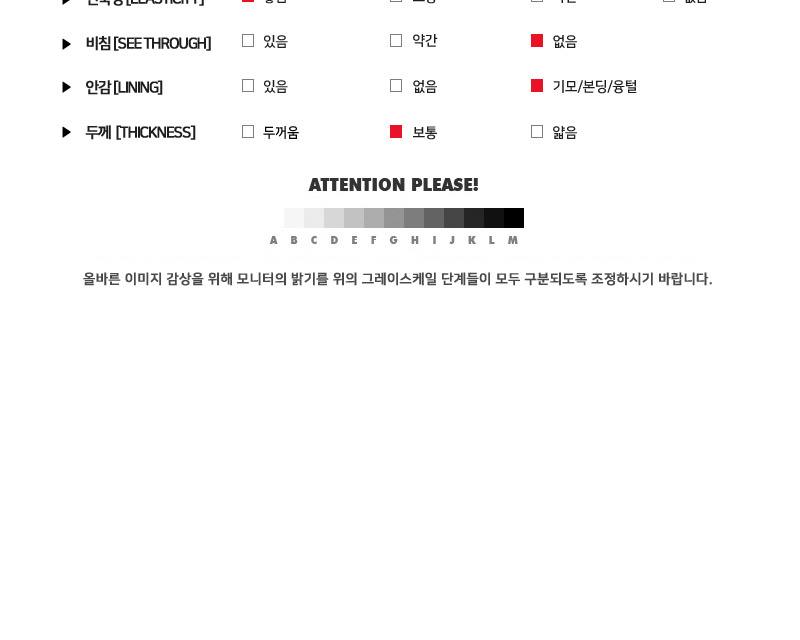 [ELASTICITY]
▶ 비침 [SEE THROUGH] □ 있음 □ 약간 ■ 없음
▶ 안감 [LINING] □ 있음 □ 없음 ■ 기모/본딩/융털
▶ 두께 [THICKNESS] □ 두꺼움 ■ 보통 □ 얇음
ATTENTION PLEASE!
A B C D E F G H I J K L M
올바른 이미지 감상을 위해 모니터의 밝기를 위의 그레이스케일 단계들이 모두 구분되도록 조정하시기 바랍니다.